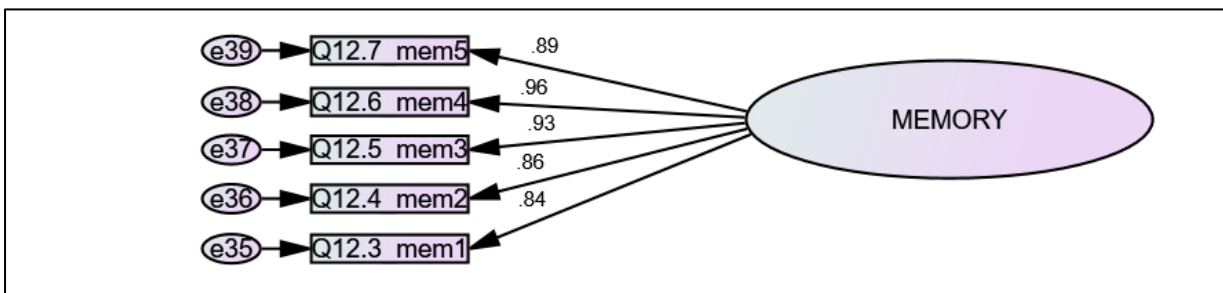 e39 Q12.7 mem5 .89
e38 Q12.6 mem4 .96
e37 Q12.5 mem3 .93
e36 Q12.4 mem2 .86
e35 Q12.3 mem1 .84
MEMORY